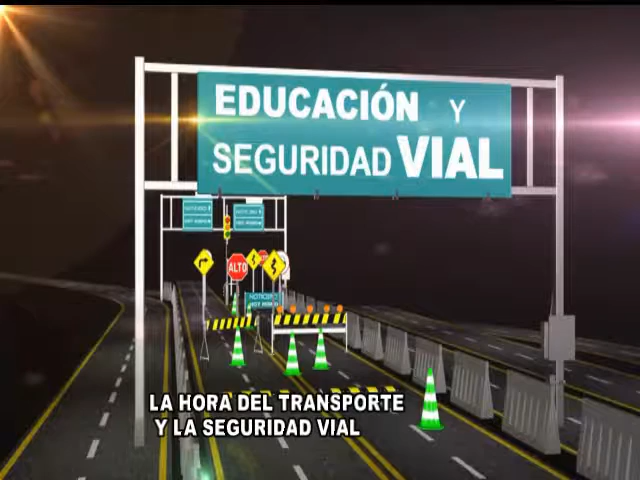 EDUCACIÓN Y
SEGURIDAD VIAL
ALTO
LA HORA DEL TRANSPORTE
Y LA SEGURIDAD VIAL